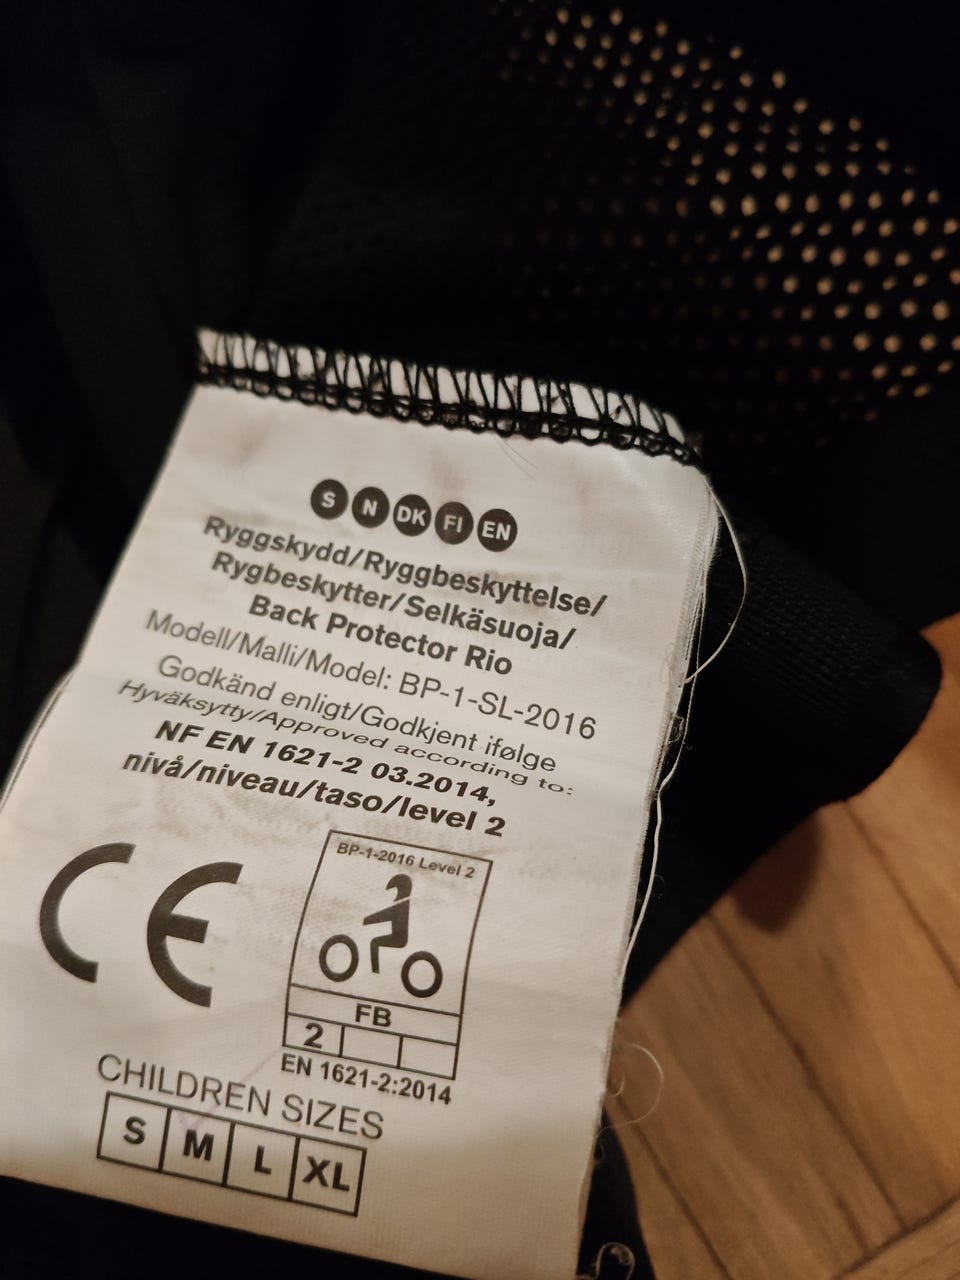 S N DK FI EN
Ryggskydd/Ryggbeskyttelse/
Rygbeskytter/Selkäsuoja/
Back Protector Rio
Modell/Malli/Model: BP-1-SL-2016
Godkänd enligt/Godkjent ifølge
Hyväksytty/Approved according to:
NF EN 1621-2 03.2014,
nivå/niveau/taso/level 2
CE
BP-1-2016 Level 2
FB
2
EN 1621-2:2014
CHILDREN SIZES
S M L XL